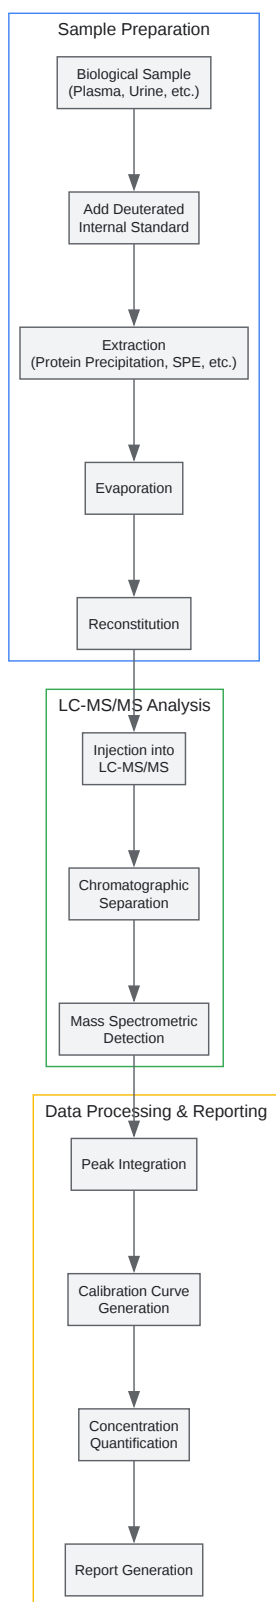 Sample Preparation
Biological Sample
(Plasma, Urine, etc.)
Add Deuterated
Internal Standard
Extraction
(Protein Precipitation, SPE, etc.)
Evaporation
Reconstitution
LC-MS/MS Analysis
Injection into
LC-MS/MS
Chromatographic
Separation
Mass Spectrometric
Detection
Data Processing & Reporting
Peak Integration
Calibration Curve
Generation
Concentration
Quantification
Report Generation